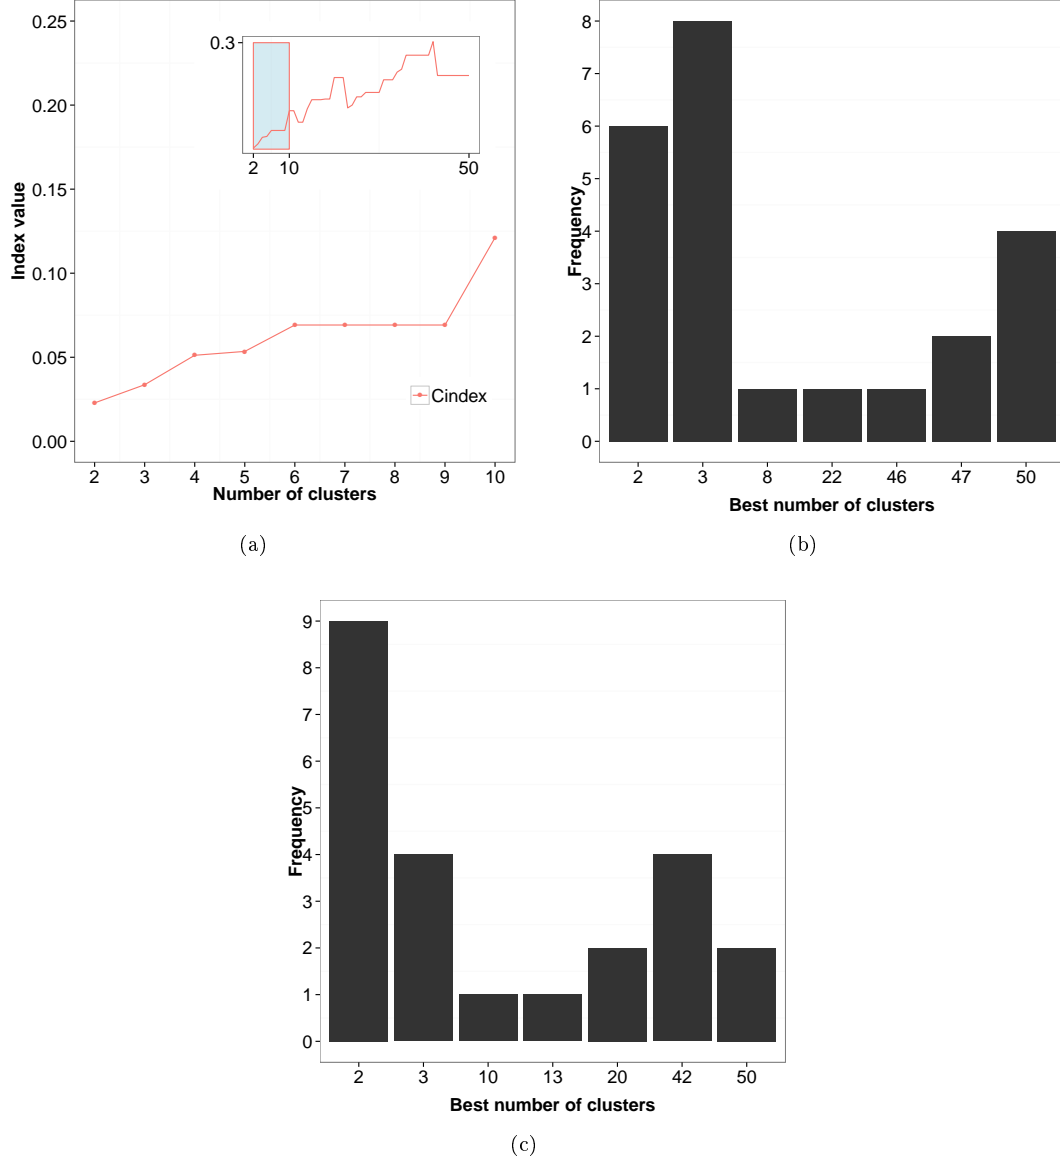 0.25
0.20
0.15
0.10
0.05
0.00
Index value
0.3
2 10 50
Cindex
2 3 4 5 6 7 8 9 10
Number of clusters
(a)
8
7
6
5
4
3
2
1
0
Frequency
2 3 8 22 46 47 50
Best number of clusters
(b)
9
8
7
6
5
4
3
2
1
0
Frequency
2 3 10 13 20 42 50
Best number of clusters
(c)